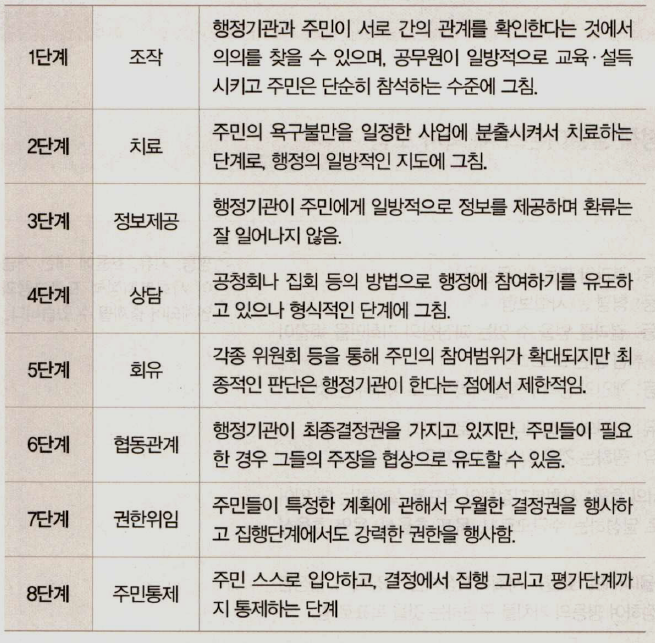 행정기관과 주민이 서로 간의 관계를 확인한다는 것에서
1단계 조작 의의를 찾을 수 있으며, 공무원이 일방적으로 교육·설득
시키고 주민은 단순히 참석하는 수준에 그침.
2단계 치료 주민의 욕구불만을 일정한 사업에 분출시켜서 치료하는
단계로, 행정의 일방적인 지도에 그침.
3단계 정보제공 행정기관이 주민에게 일방적으로 정보를 제공하며 환류는
잘 일어나지 않음.
4단계 상담 공청회나 집회 등의 방법으로 행정에 참여하기를 유도하
고 있으나 형식적인 단계에 그침.
5단계 회유 각종 위원회 등을 통해 주민의 참여범위가 확대되지만 최
종적인 판단은 행정기관이 한다는 점에서 제한적임.
6단계 협동관계 행정기관이 최종결정권을 가지고 있지만, 주민들이 필요
한 경우 그들의 주장을 협상으로 유도할 수 있음.
7단계 권한위임 주민들이 특정한 계획에 관해서 우월한 결정권을 행사하
고 집행단계에서도 강력한 권한을 행사함.
8단계 주민통제 주민 스스로 입안하고, 결정에서 집행 그리고 평가단계까
지 통제하는 단계